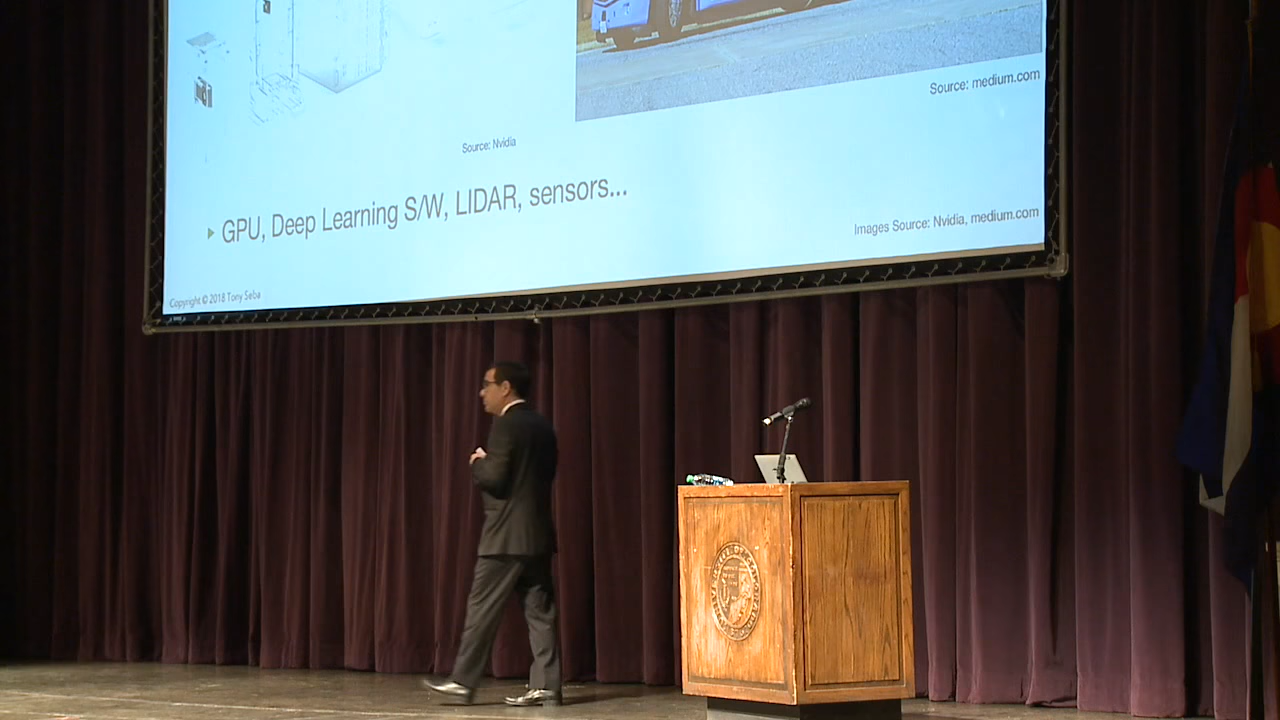 Source: medium.com
Source: Nvidia
GPU, Deep Learning S/W, LIDAR, sensors...
Images Source: Nvidia, medium.com
Copyright © 2018 Tony Seba